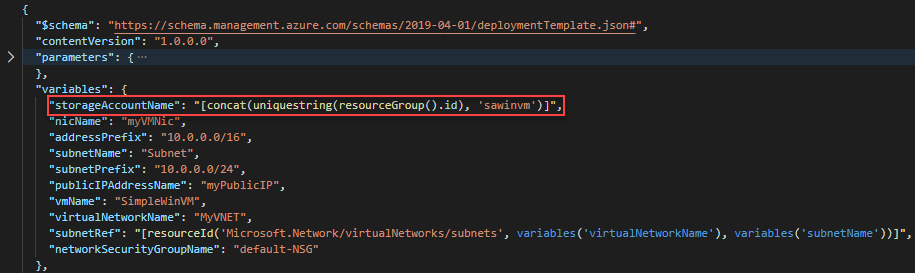 {
"$schema": "https://schema.management.azure.com/schemas/2019-04-01/deploymentTemplate.json#",
"contentVersion": "1.0.0.0",
"parameters": { ···
},
"variables": {
"storageAccountName": "[concat(uniquestring(resourceGroup().id), 'sawinvm')]",
"nicName": "myVMNic",
"addressPrefix": "10.0.0.0/16",
"subnetName": "Subnet",
"subnetPrefix": "10.0.0.0/24",
"publicIPAddressName": "myPublicIP",
"vmName": "SimpleWinVM",
"virtualNetworkName": "MyVNET",
"subnetRef": "[resourceId('Microsoft.Network/virtualNetworks/subnets', variables('virtualNetworkName'), variables('subnetName'))]",
"networkSecurityGroupName": "default-NSG"
},